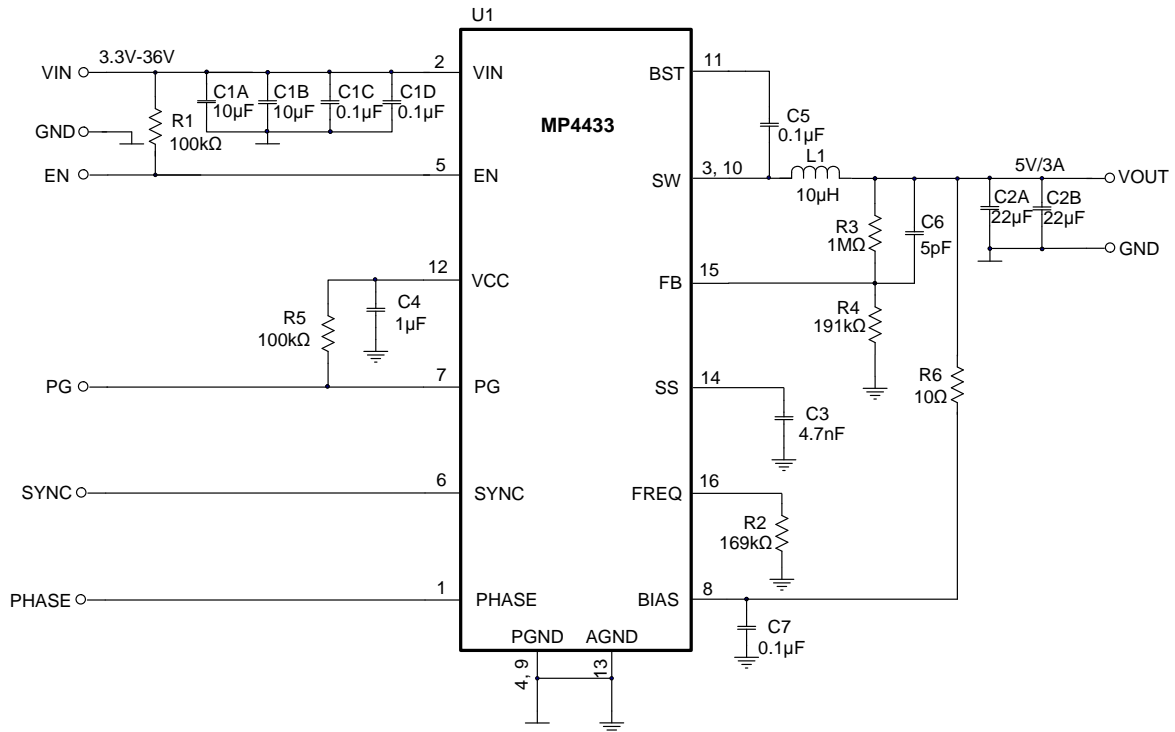 U1
3.3V-36V
VIN
2
VIN
BST
11
C1A
10µF
C1B
10µF
C1C
0.1µF
C1D
0.1µF
MP4433
C5
0.1µF
GND
R1
100kΩ
EN
5
EN
SW
3, 10
L1
10µH
5V/3A
VOUT
C2A
22µF
C2B
22µF
R3
1MΩ
C6
5pF
GND
12
VCC
FB
15
C4
1µF
R5
100kΩ
R4
191kΩ
PG
7
PG
SS
14
R6
10Ω
C3
4.7nF
SYNC
6
SYNC
FREQ
16
R2
169kΩ
PHASE
1
PHASE
BIAS
8
C7
0.1µF
PGND
AGND
4, 9
13